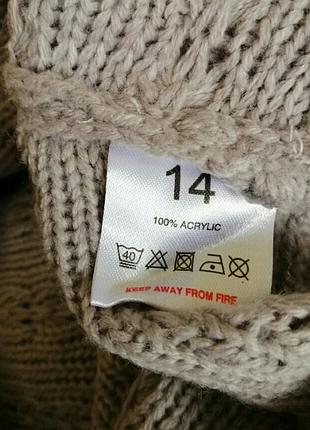 14
100% ACRYLIC
40
KEEP AWAY FROM FIRE